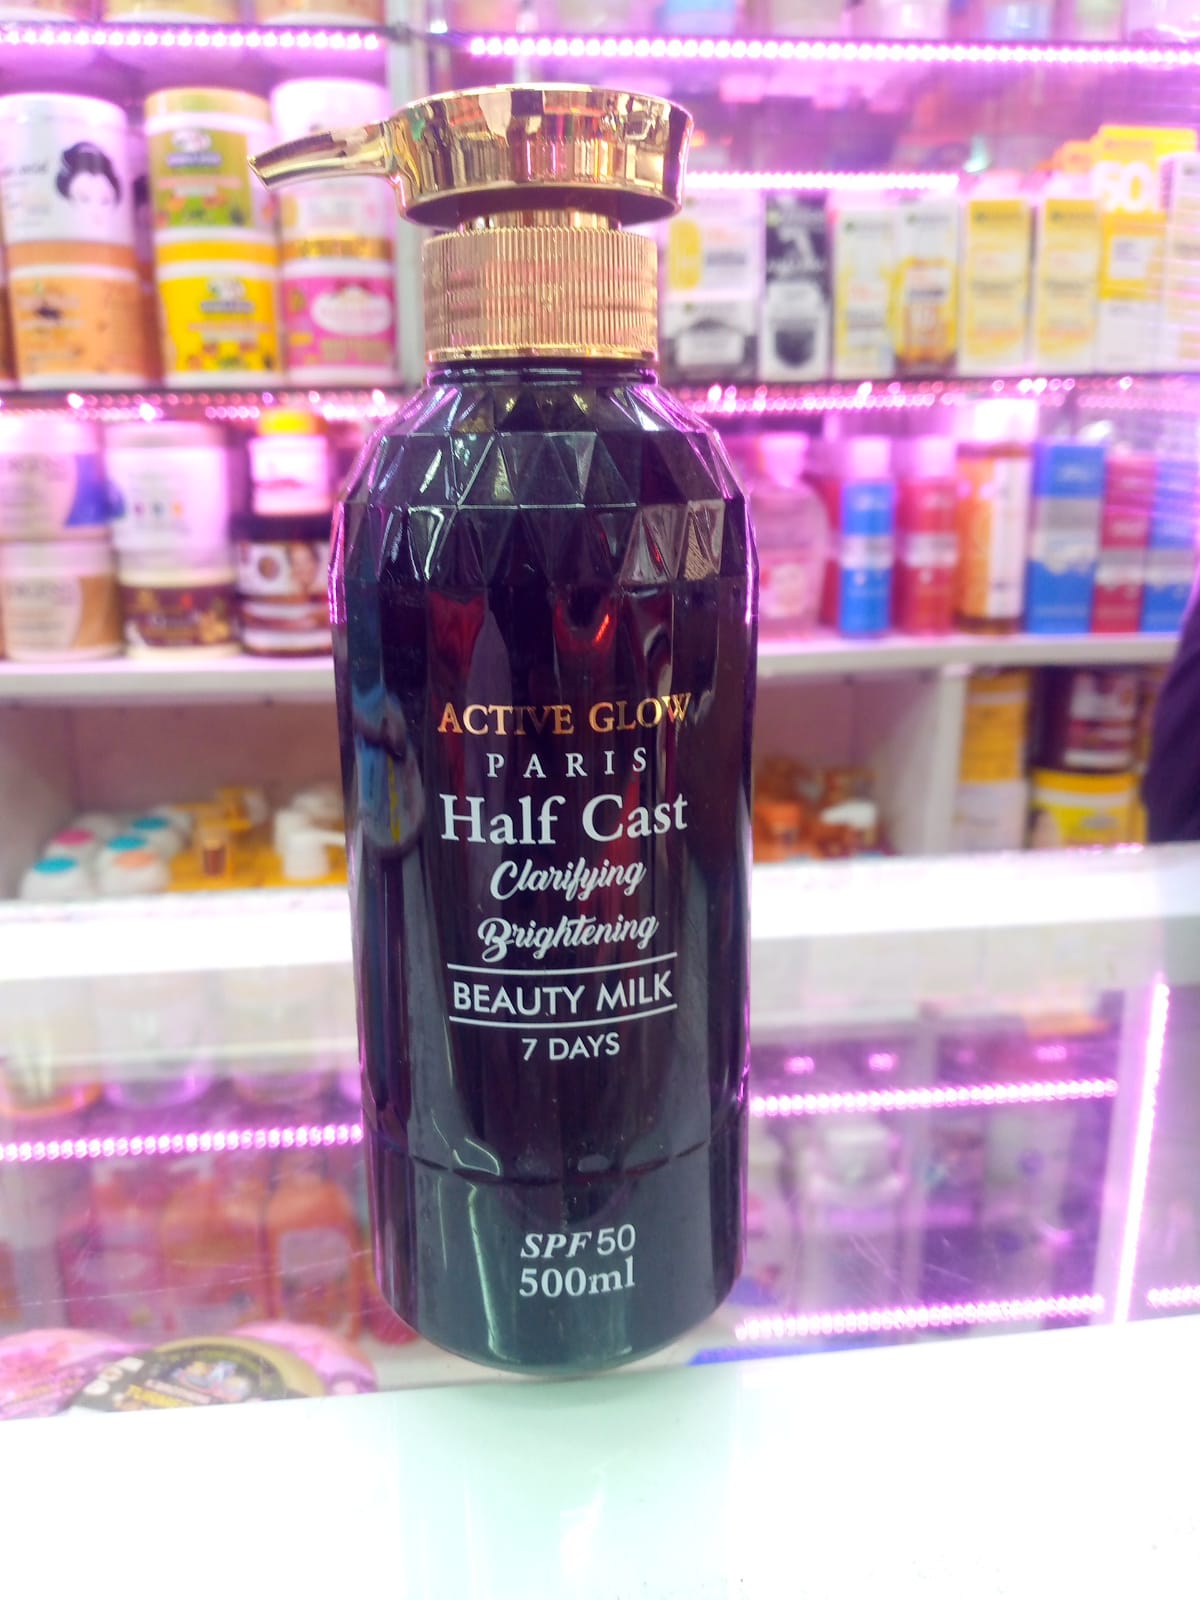 ACTIVE GLOW
PARIS
Half Cast
Clarifying
Brightening
BEAUTY MILK
7 DAYS
SPF 50
500ml